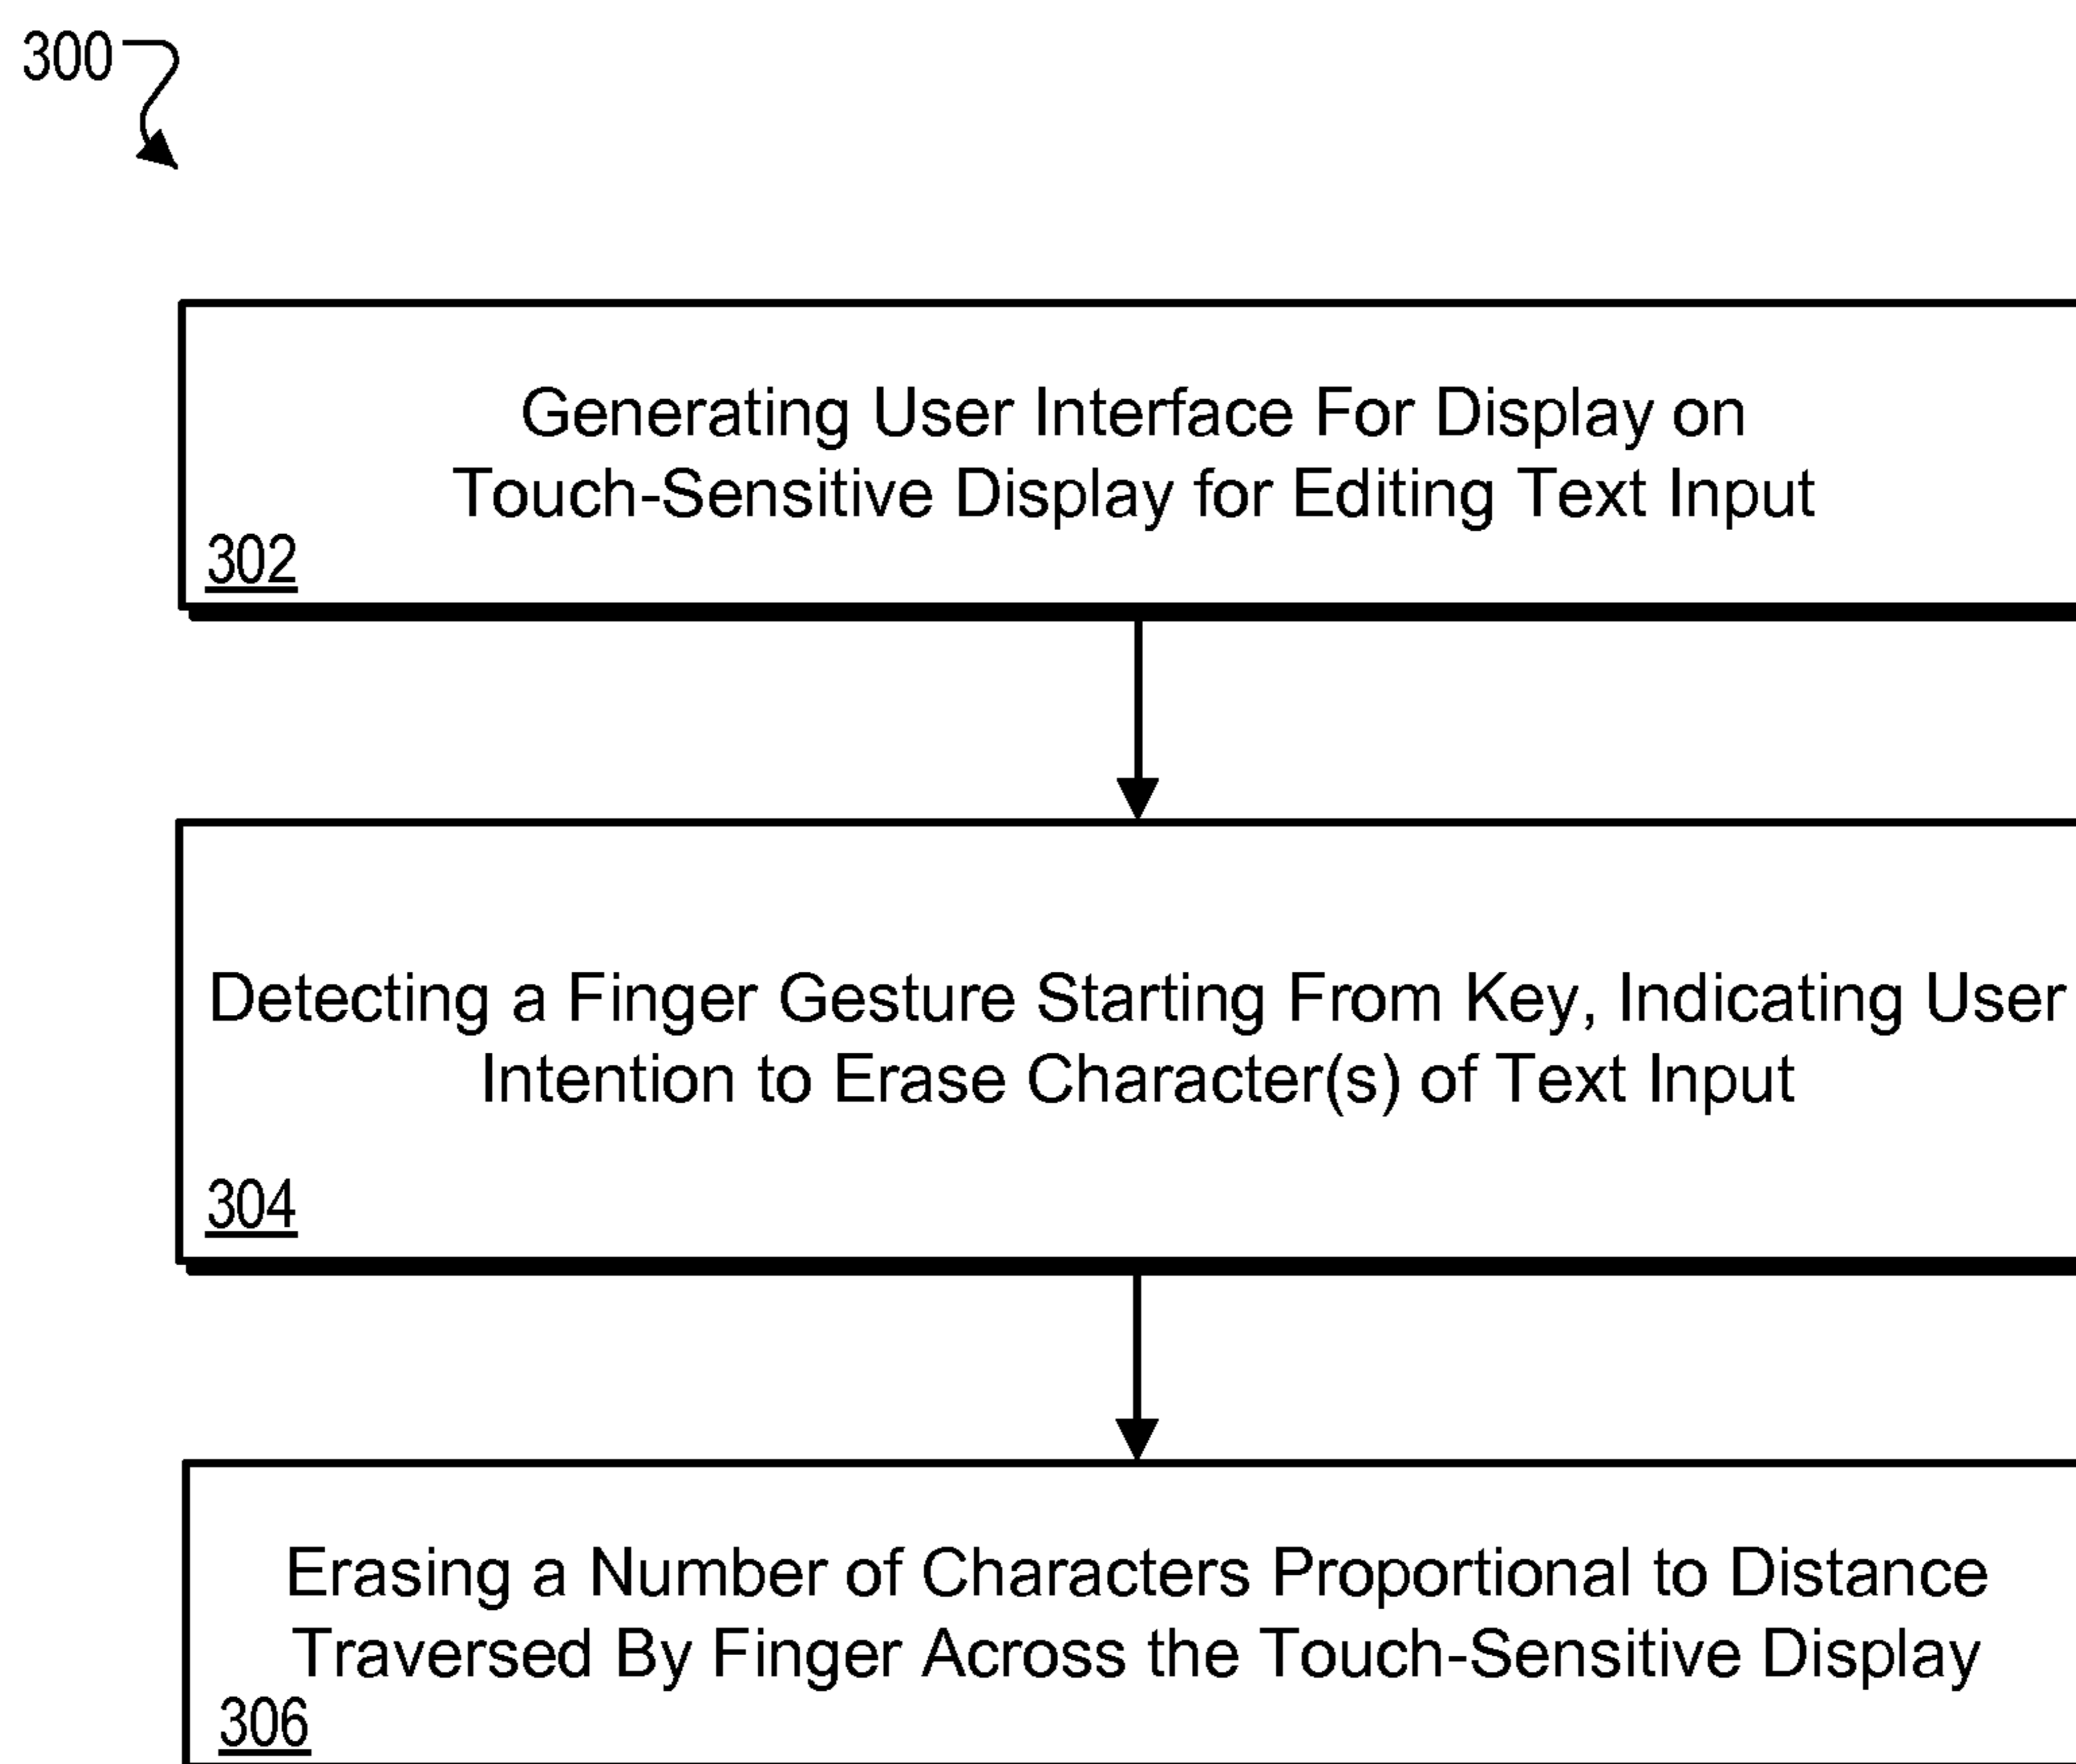 300
Generating User Interface For Display on
Touch-Sensitive Display for Editing Text Input
302
Detecting a Finger Gesture Starting From Key, Indicating User
Intention to Erase Character(s) of Text Input
304
Erasing a Number of Characters Proportional to Distance
Traversed By Finger Across the Touch-Sensitive Display
306